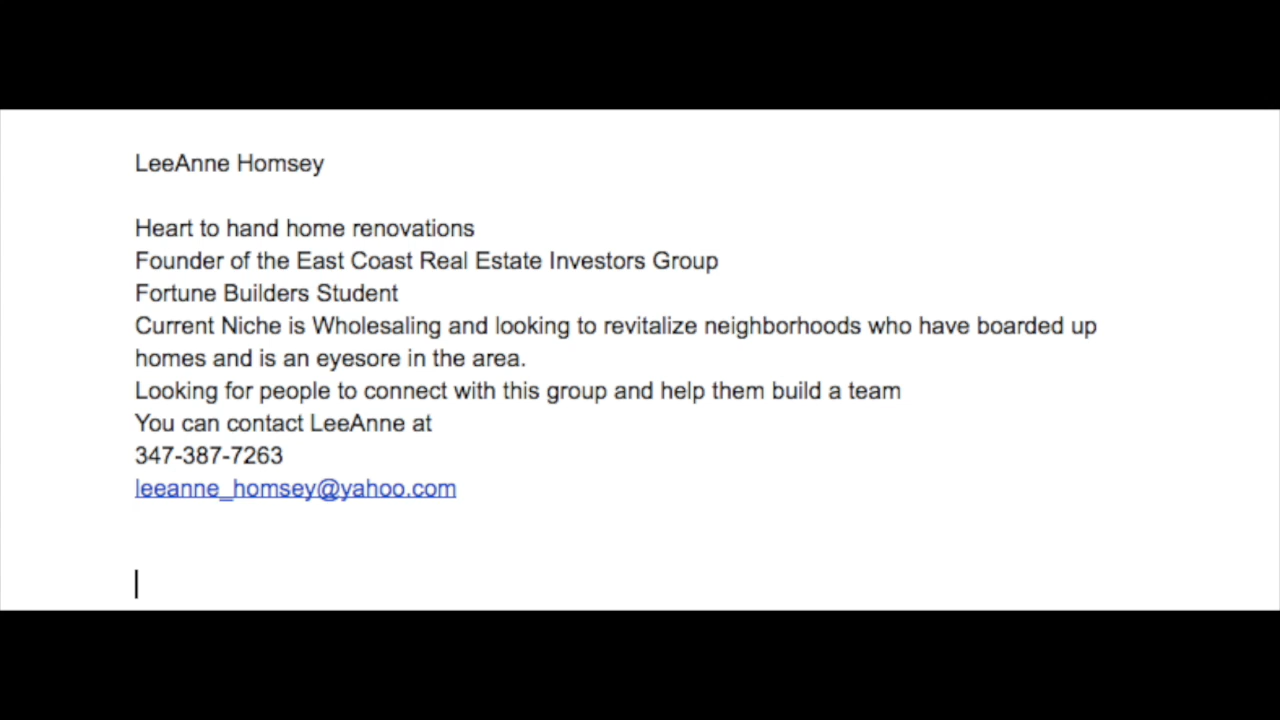 LeeAnne Homsey
Heart to hand home renovations
Founder of the East Coast Real Estate Investors Group
Fortune Builders Student
Current Niche is Wholesaling and looking to revitalize neighborhoods who have boarded up
homes and is an eyesore in the area.
Looking for people to connect with this group and help them build a team
You can contact LeeAnne at
347-387-7263
leeanne_homsey@yahoo.com